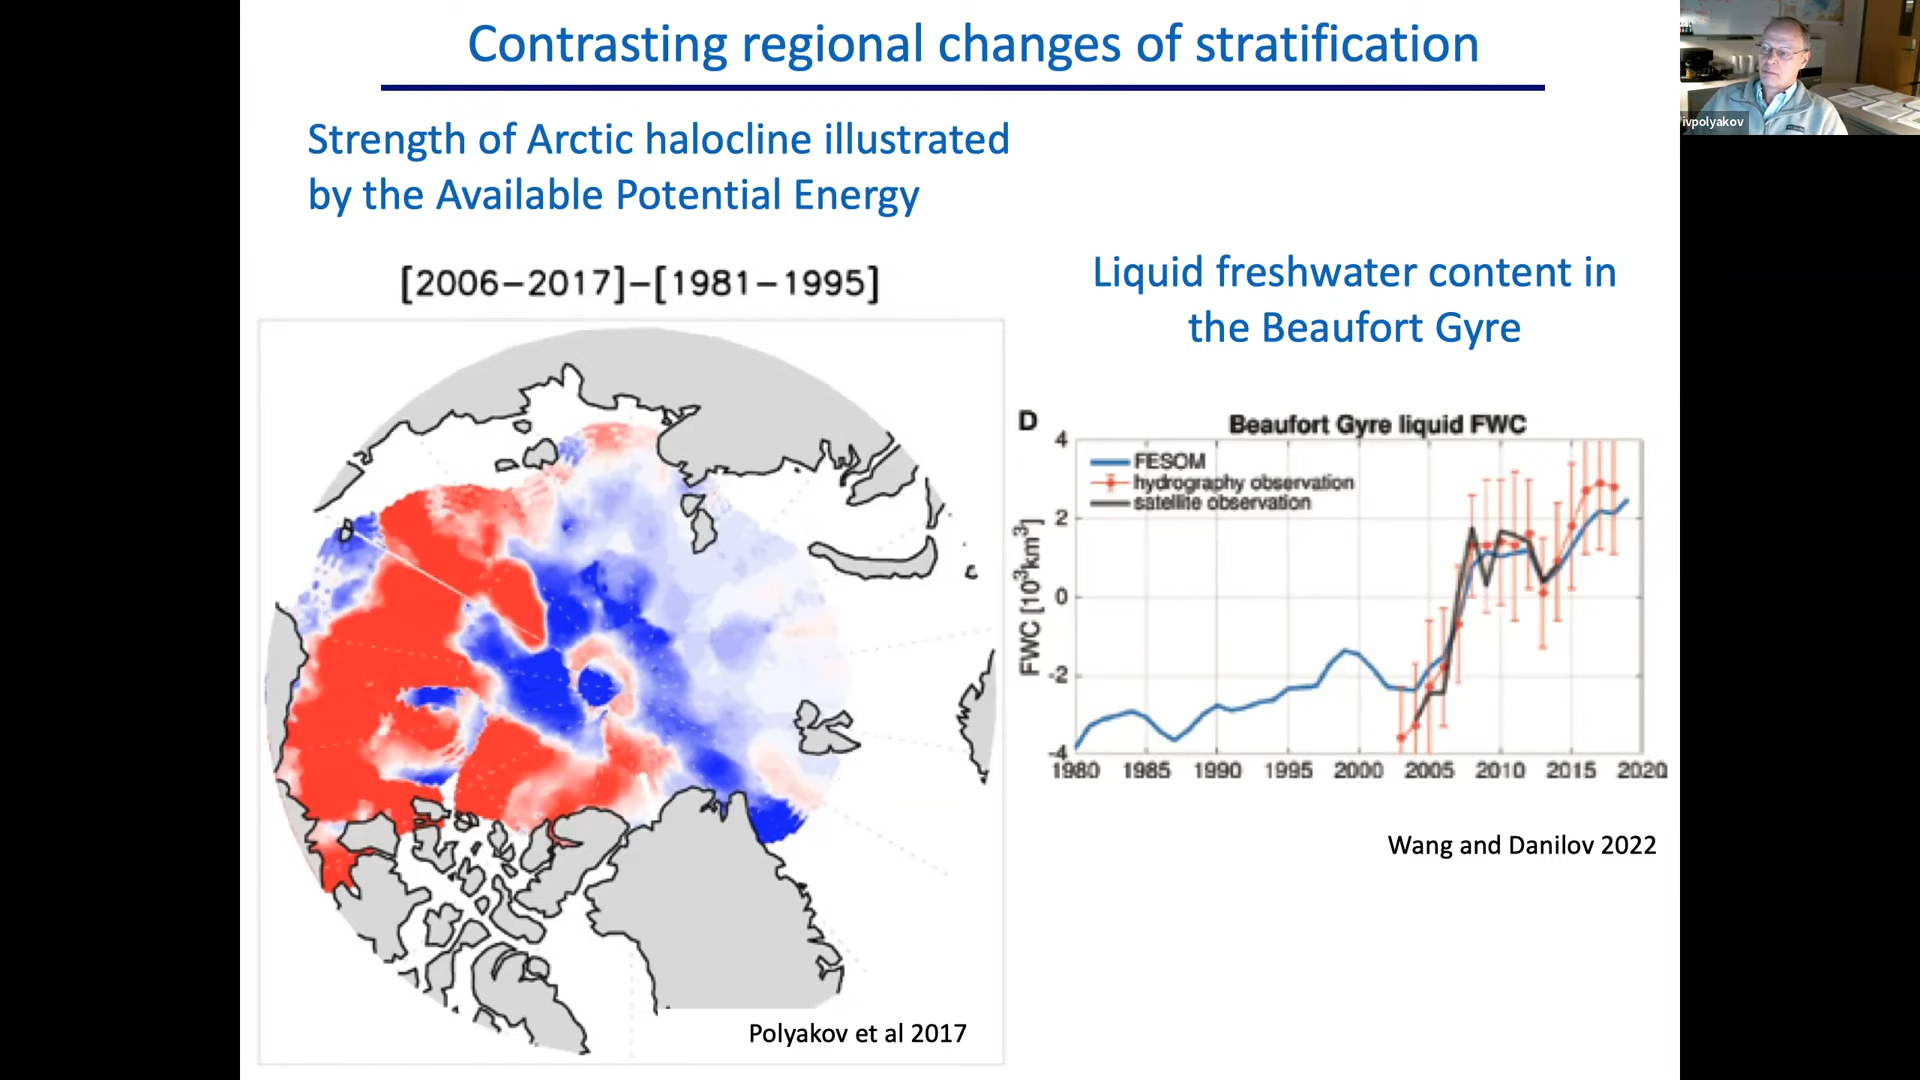 Contrasting regional changes of stratification
ivpolyakov
Strength of Arctic halocline illustrated
by the Available Potential Energy
[2006−2017]−[1981−1995]
Polyakov et al 2017
Liquid freshwater content in
the Beaufort Gyre
D
Beaufort Gyre liquid FWC
FESOM
hydrography observation
satellite observation
FWC [10³km³]
4
2
0
-2
-4
1980 1985 1990 1995 2000 2005 2010 2015 2020
Wang and Danilov 2022